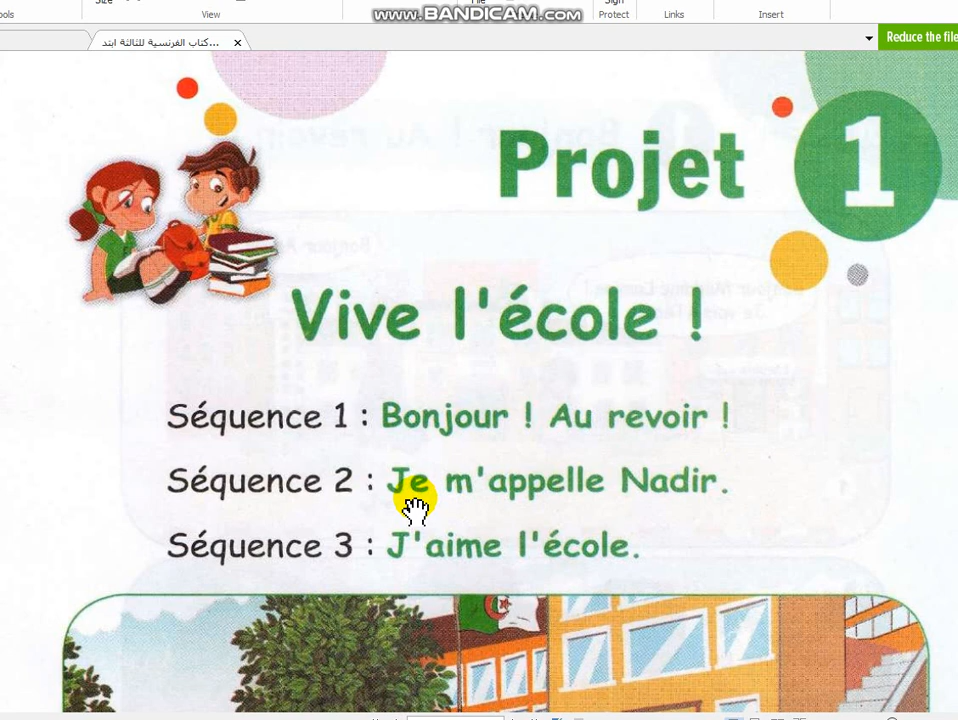 Size
View
www.BANDICAM.com
Sign
Protect
Links
Insert
كتاب الفرنسية للثالثة ابتد...
Reduce the file
Projet 1
Vive l'école !
Séquence 1 : Bonjour ! Au revoir !
Séquence 2 : Je m'appelle Nadir.
Séquence 3 : J'aime l'école.